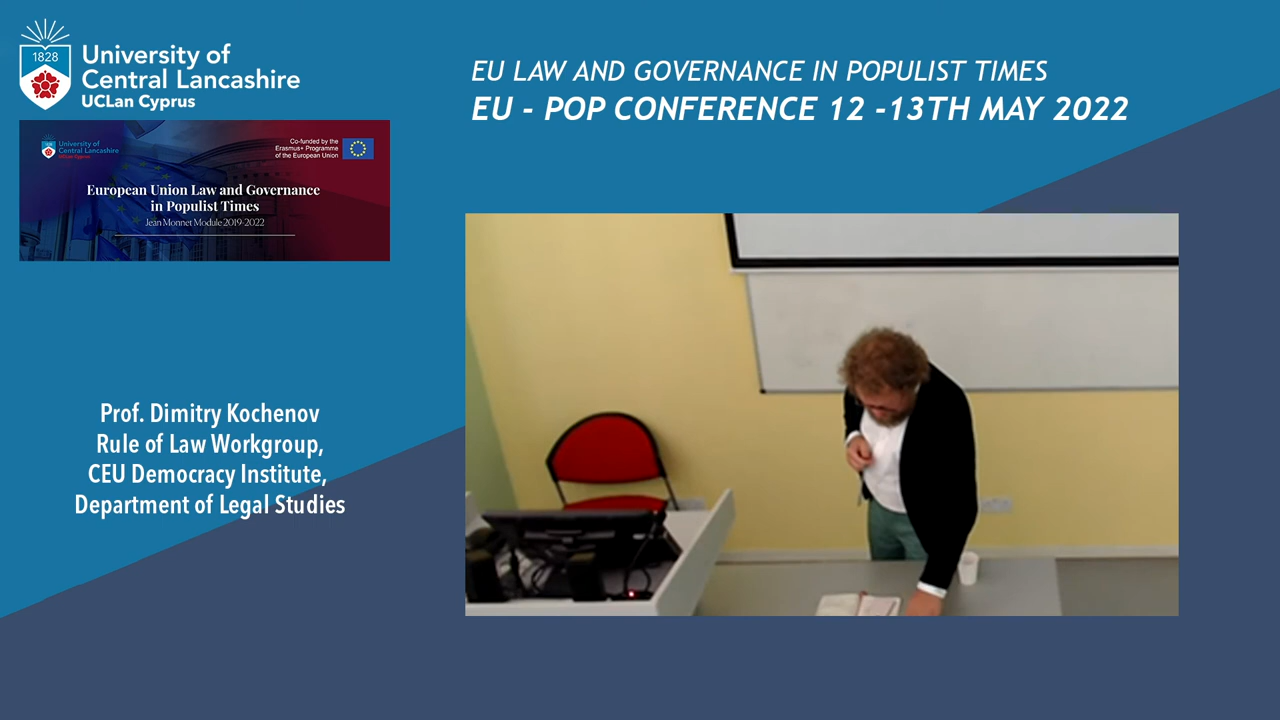 1828
University of
Central Lancashire
UCLan Cyprus
EU LAW AND GOVERNANCE IN POPULIST TIMES
EU - POP CONFERENCE 12 -13TH MAY 2022
University of
Central Lancashire
UCLan Cyprus
Co-funded by the
Erasmus+ Programme
of the European Union
European Union Law and Governance
in Populist Times
Jean Monnet Module 2019-2022
Prof. Dimitry Kochenov
Rule of Law Workgroup,
CEU Democracy Institute,
Department of Legal Studies